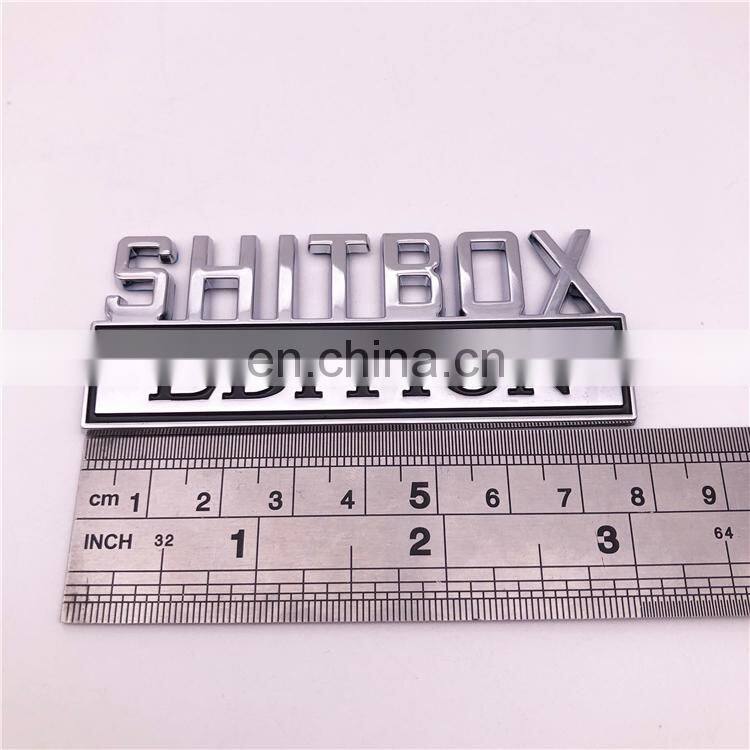 SHITBOX
EDITION
en.china.cn
cm 1 2 3 4 5 6 7 8 9
INCH 32 1 2 3 64